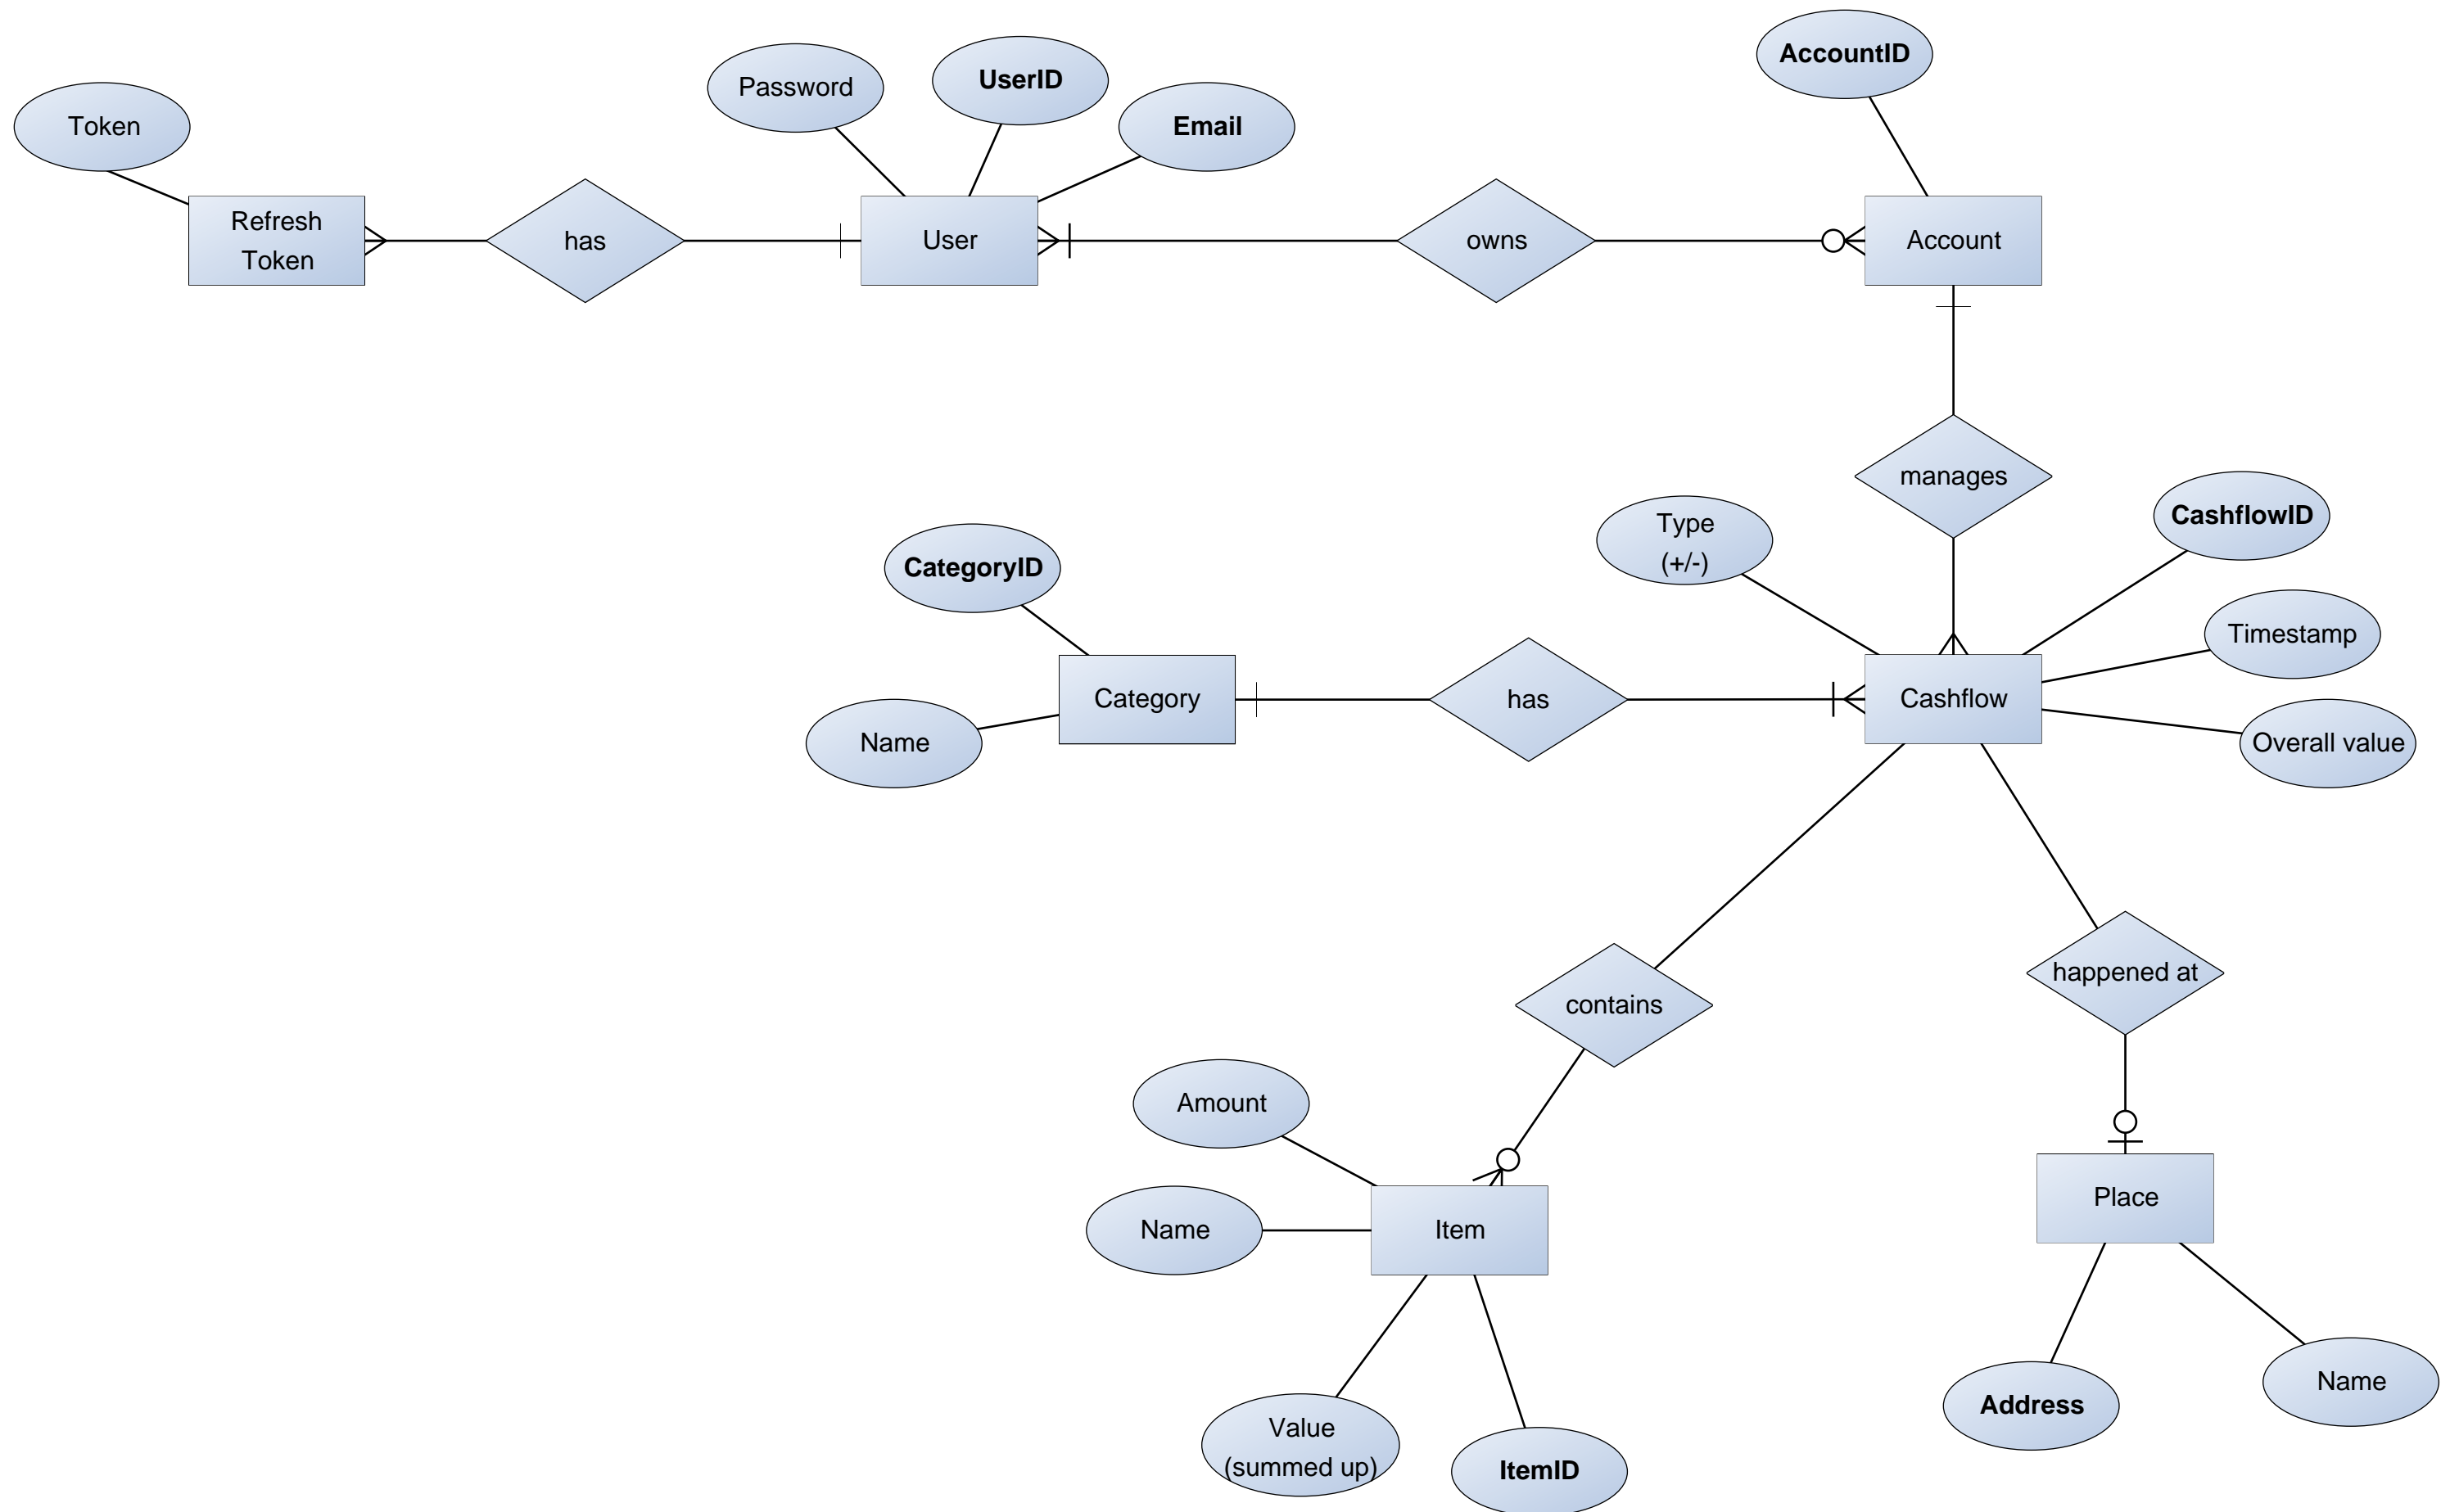 AccountID
Password
UserID
Email
Token
Refresh
Token
has
User
owns
Account
manages
Type
(+/-)
CashflowID
CategoryID
Timestamp
Category
has
Cashflow
Name
Overall value
happened at
contains
Amount
Name
Item
Place
Value
(summed up)
ItemID
Address
Name